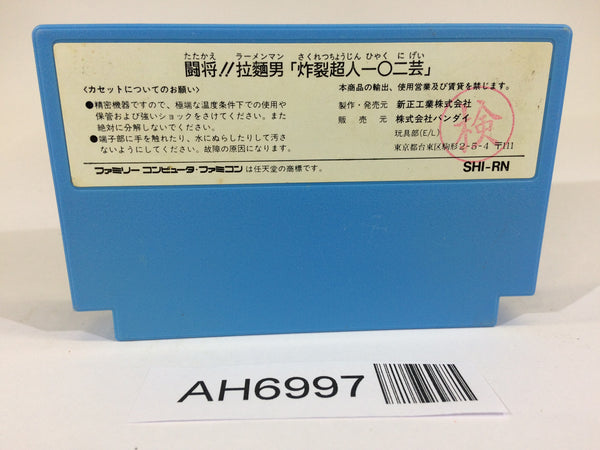 たたかえ ラーメンマン さくれつちょうじん ひゃく に げい
闘将!!拉麵男「炸裂超人一〇二芸」
〈カセットについてのお願い〉
●精密機器ですので、極端な温度条件下での使用や
保管および強いショックをさけてください。また
絶対に分解しないでください。
●端子部に手を触れたり、水にぬらしたりして汚さ
ないようにしてください。故障の原因になります。
ファミリーコンピュータ・ファミコンは任天堂の商標です。
本商品の輸出、使用営業及び賃貸を禁じます。
製作・発売元 新正工業株式会社
販売元 株式会社バンダイ
玩具部(E/L)
東京都台東区駒形2-5-4 〒111
検
SHI-RN
AH6997